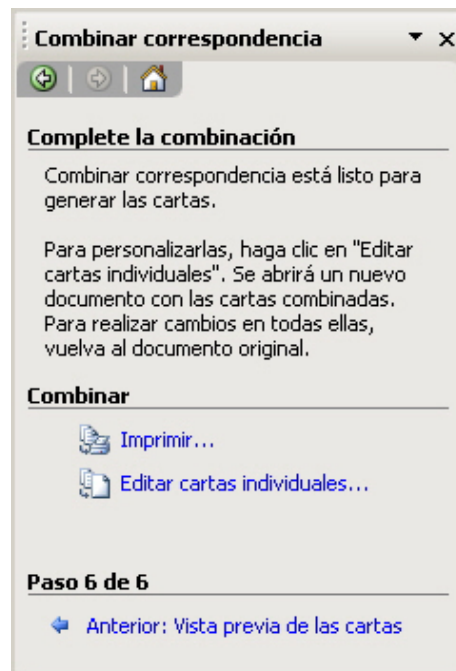 Combinar correspondencia
Complete la combinación
Combinar correspondencia está listo para
generar las cartas.
Para personalizarlas, haga clic en "Editar
cartas individuales". Se abrirá un nuevo
documento con las cartas combinadas.
Para realizar cambios en todas ellas,
vuelva al documento original.
Combinar
Imprimir...
Editar cartas individuales...
Paso 6 de 6
Anterior: Vista previa de las cartas